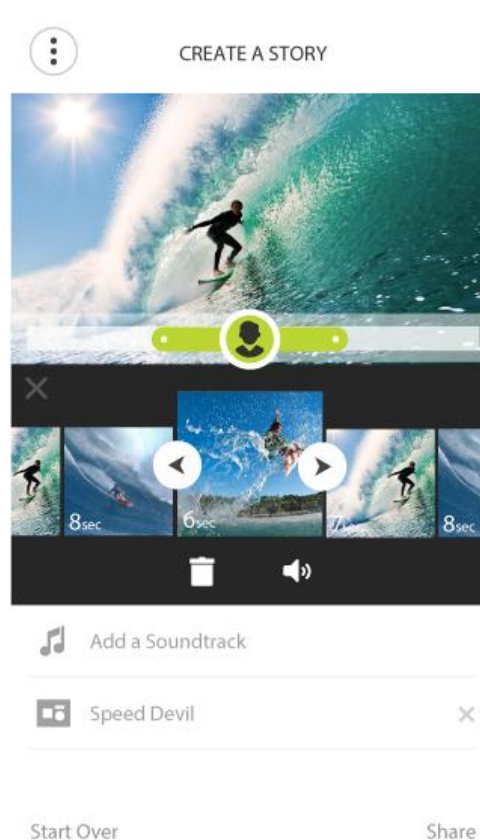 CREATE A STORY
8sec
6sec
7sec
8sec
Add a Soundtrack
Speed Devil
Start Over
Share